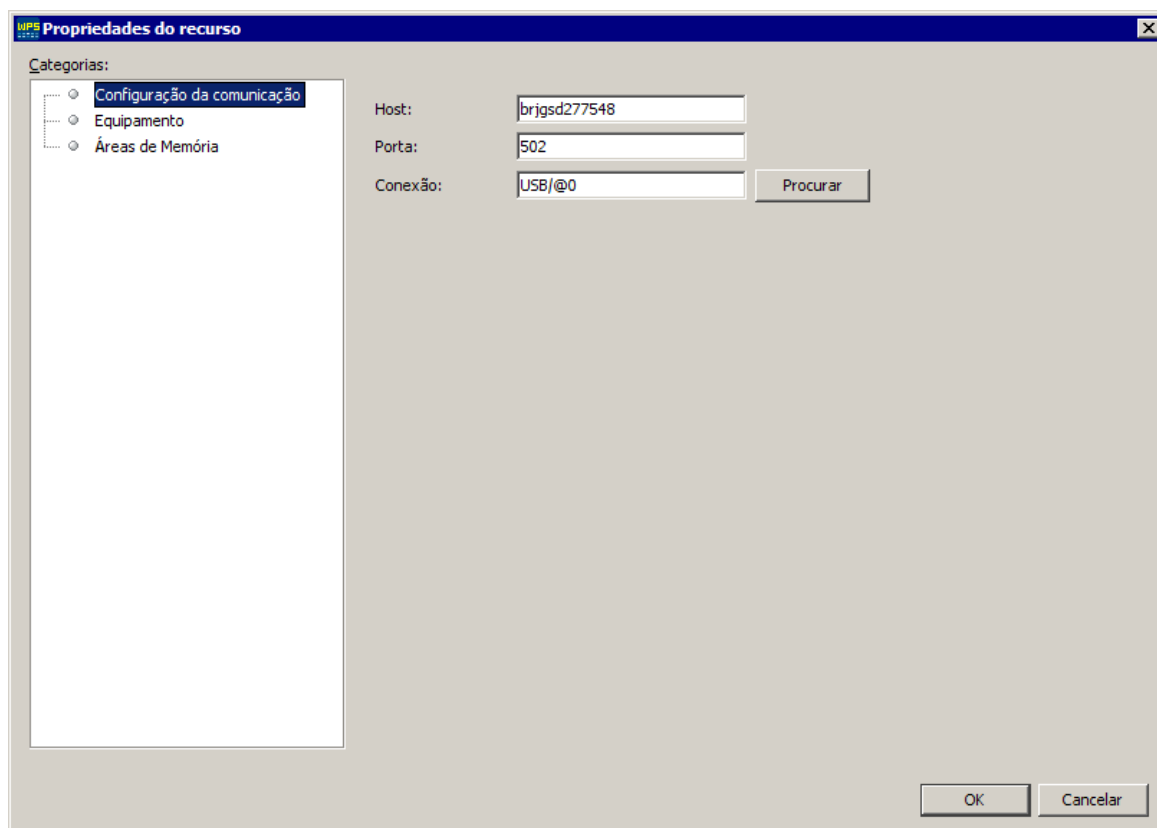 WPS Propriedades do recurso
Categorias:
Configuração da comunicação
Equipamento
Áreas de Memória
Host: brjgsd277548
Porta: 502
Conexão: USB/@0 Procurar
OK Cancelar